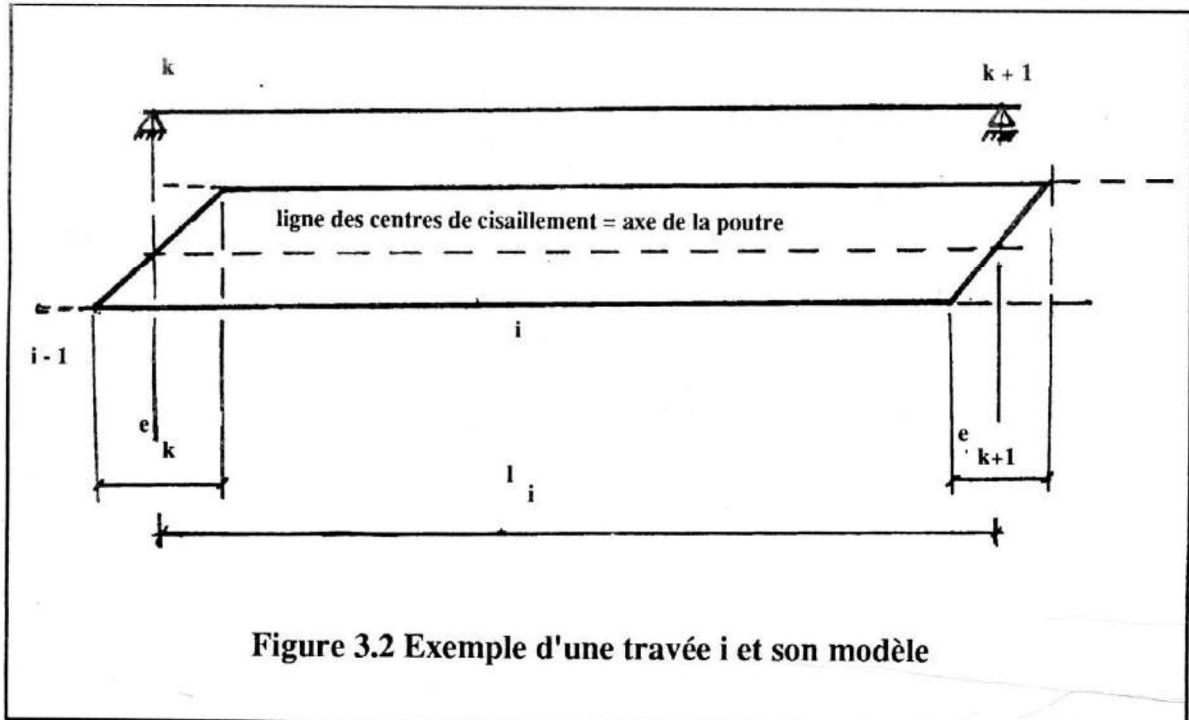 k
k + 1
ligne des centres de cisaillement = axe de la poutre
i
i - 1
e k
e k+1
l i
Figure 3.2 Exemple d'une travée i et son modèle